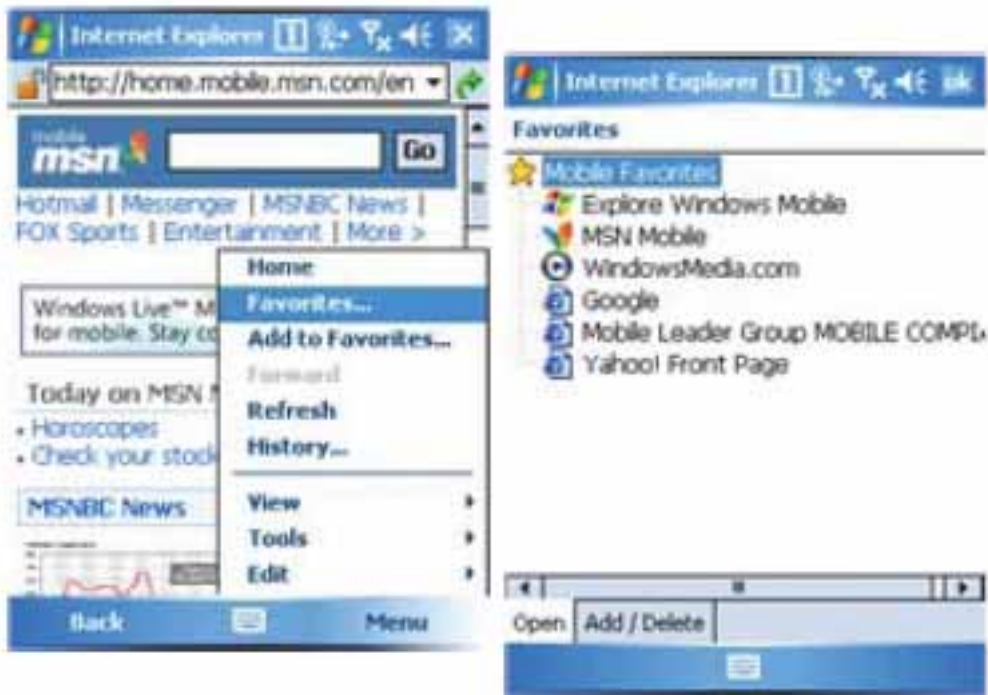 Internet Explorer
http://home.mobile.msn.com/en
mobile
msn
Go
Hotmail | Messenger | MSNBC News |
FOX Sports | Entertainment | More >
Windows Live™ M
for mobile. Stay co
Today on MSN M
Horoscopes
Check your stock
MSNBC News
Home
Favorites...
Add to Favorites...
Forward
Refresh
History...
View
Tools
Edit
Back
Menu
Internet Explorer
ok
Favorites
Mobile Favorites
Explore Windows Mobile
MSN Mobile
WindowsMedia.com
Google
Mobile Leader Group MOBILE COMPL
Yahoo! Front Page
Open
Add / Delete